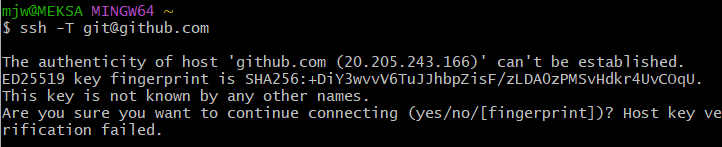 mjw@MEKSA MINGW64 ~
$ ssh -T git@github.com
The authenticity of host 'github.com (20.205.243.166)' can't be established.
ED25519 key fingerprint is SHA256:+DiY3wvvV6TuJJhbpZisF/zLDA0zPMSvHdkr4UvCOqU.
This key is not known by any other names.
Are you sure you want to continue connecting (yes/no/[fingerprint])? Host key ve
rification failed.